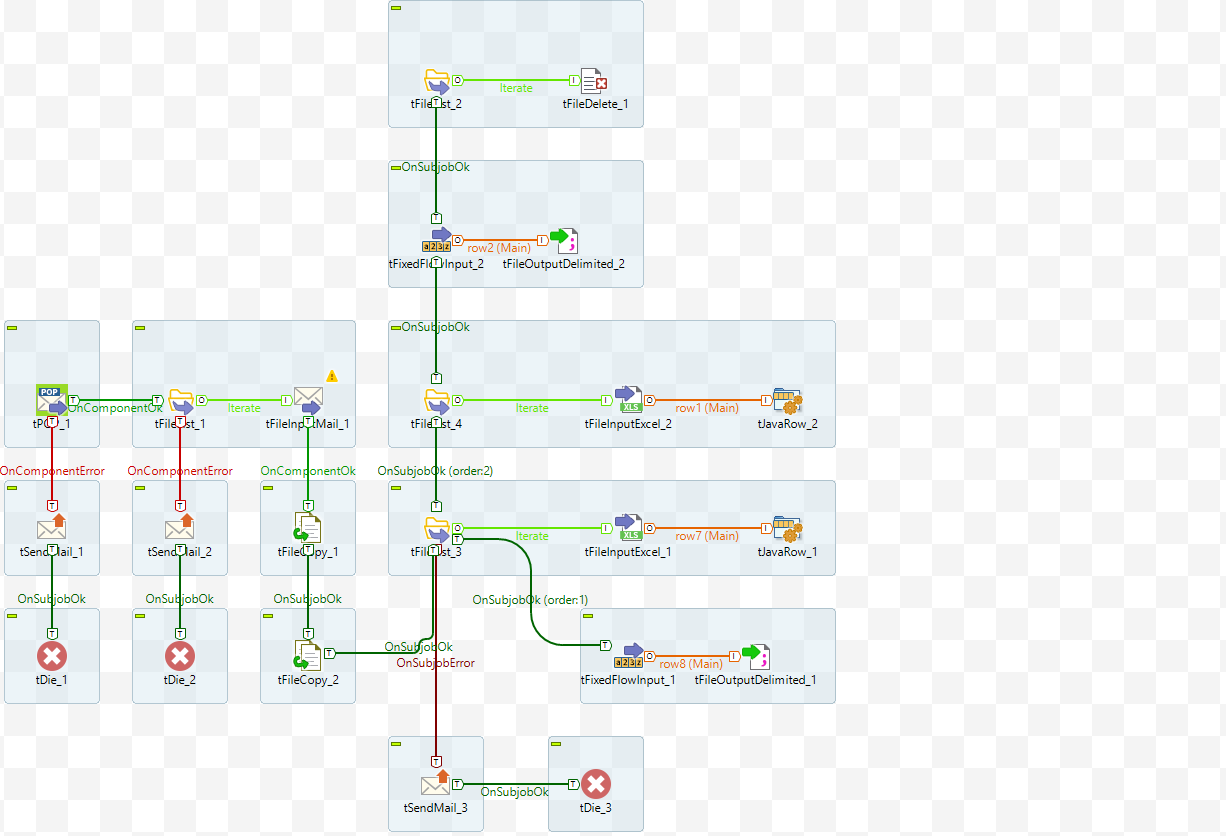 Iterate
tFileList_2
tFileDelete_1
OnSubjobOk
row2 (Main)
tFixedFlowInput_2
tFileOutputDelimited_2
OnSubjobOk
POP
OnComponentOk
Iterate
Iterate
XLS
row1 (Main)
tPOP_1
tFileList_1
tFileInputMail_1
tFileList_4
tFileInputExcel_2
tJavaRow_2
OnComponentError
OnComponentError
OnComponentOk
OnSubjobOk (order:2)
Iterate
XLS
row7 (Main)
tSendMail_1
tSendMail_2
tFileCopy_1
tFileList_3
tFileInputExcel_1
tJavaRow_1
OnSubjobOk
OnSubjobOk
OnSubjobOk
OnSubjobOk (order:1)
OnSubjobOk
OnSubjobError
row8 (Main)
tDie_1
tDie_2
tFileCopy_2
tFixedFlowInput_1
tFileOutputDelimited_1
OnSubjobOk
tSendMail_3
tDie_3